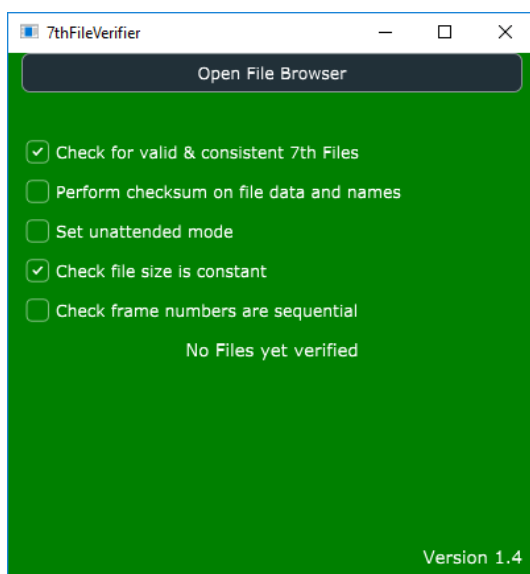 7thFileVerifier
Open File Browser
Check for valid & consistent 7th Files
Perform checksum on file data and names
Set unattended mode
Check file size is constant
Check frame numbers are sequential
No Files yet verified
Version 1.4